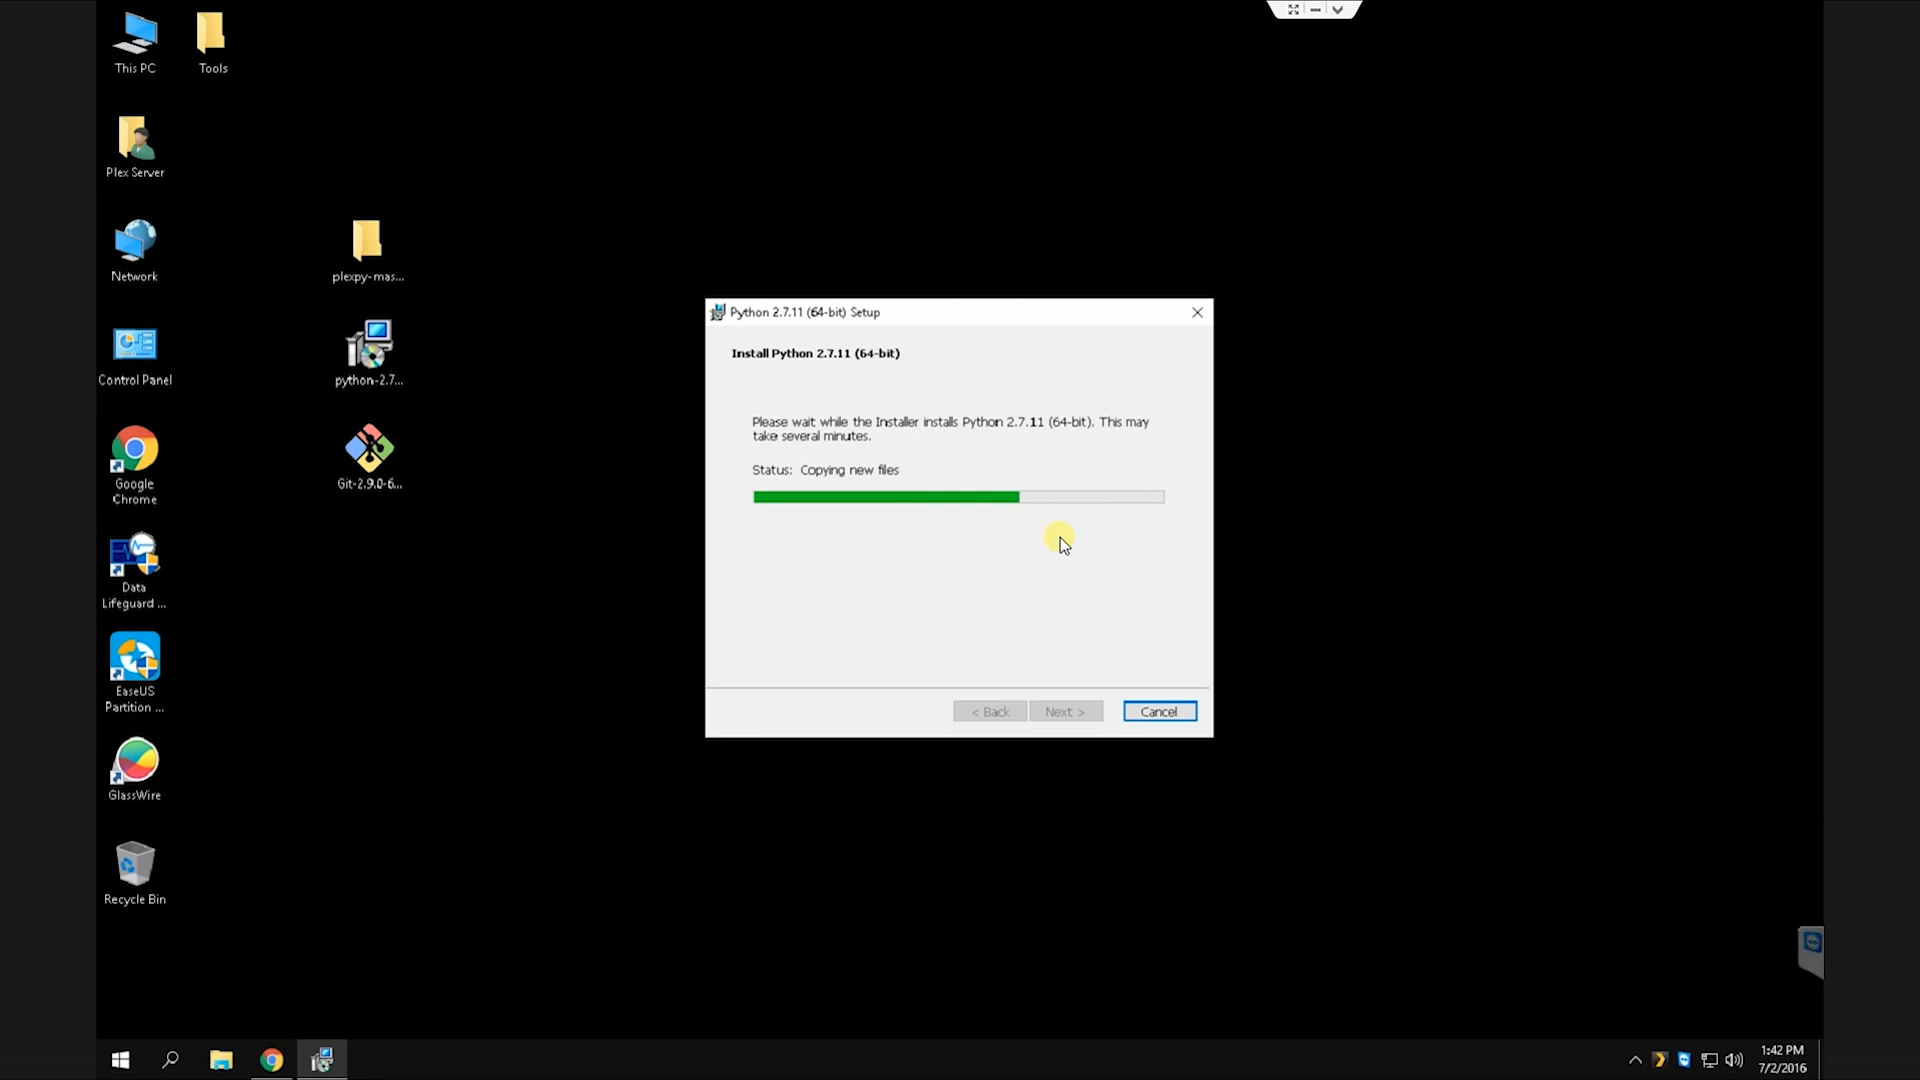 This PC
Tools
Plex Server
Network
plexpy-mas...
Control Panel
python-2.7...
Google
Chrome
Git-2.9.0-6...
Data
Lifeguard ...
EaseUS
Partition ...
GlassWire
Recycle Bin
Python 2.7.11 (64-bit) Setup
Install Python 2.7.11 (64-bit)
Please wait while the Installer installs Python 2.7.11 (64-bit). This may
take several minutes.
Status: Copying new files
< Back
Next >
Cancel
1:42 PM
7/2/2016